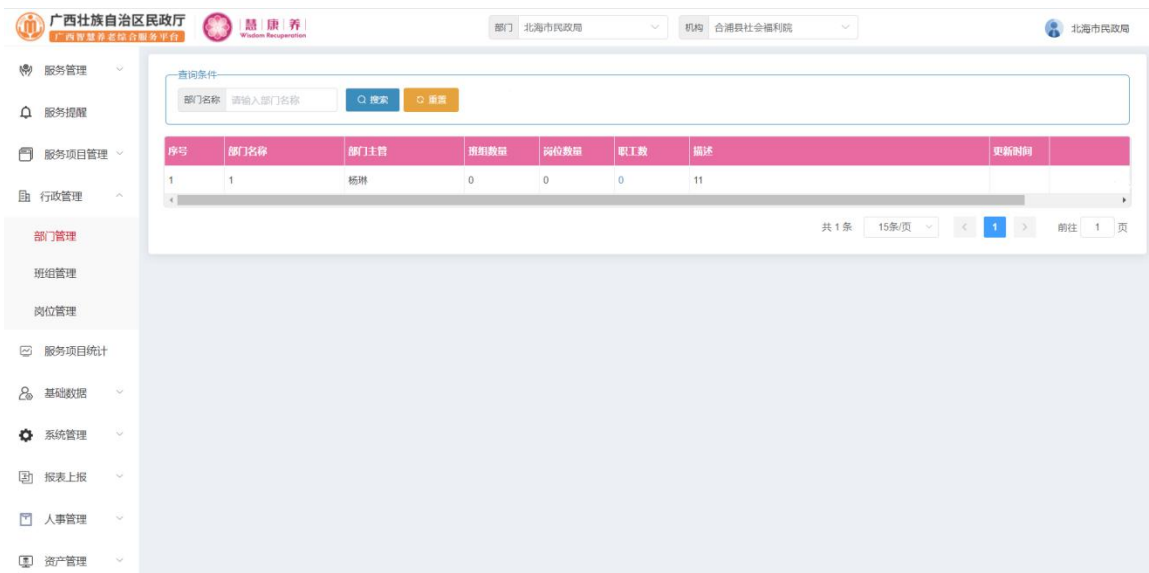 广西壮族自治区民政厅
广西智慧养老综合服务平台
慧康养
Wisdom Recuperation
部门 北海市民政局
机构 合浦县社会福利院
北海市民政局
服务管理
服务提醒
服务项目管理
行政管理
部门管理
班组管理
岗位管理
服务项目统计
基础数据
系统管理
报表上报
人事管理
资产管理
查询条件
部门名称 请输入部门名称 搜索 重置
序号 部门名称 部门主管 班组数量 岗位数量 职工数 描述 更新时间
1 1 杨琳 0 0 0 11
共 1 条 15条/页 1 前往 1 页